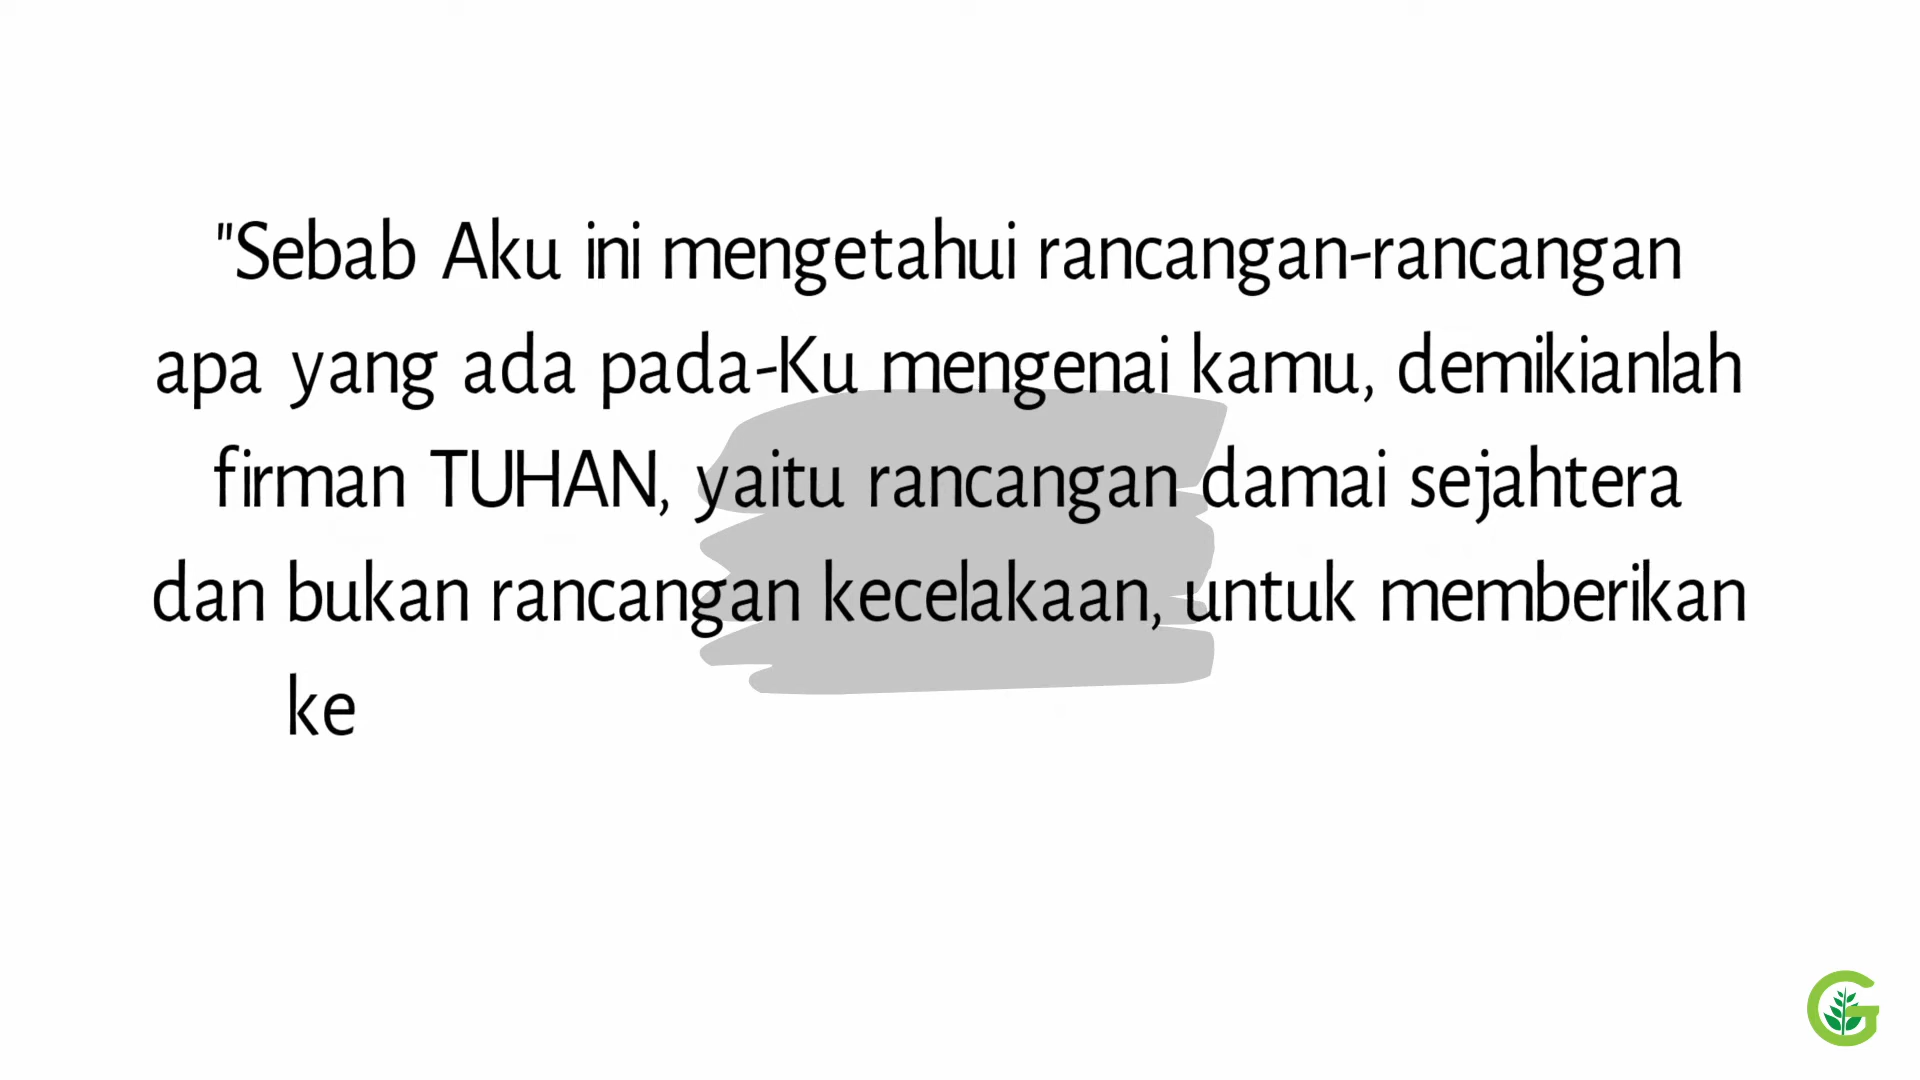 "Sebab Aku ini mengetahui rancangan-rancangan
apa yang ada pada-Ku mengenai kamu, demikianlah
firman TUHAN, yaitu rancangan damai sejahtera
dan bukan rancangan kecelakaan, untuk memberikan
ke